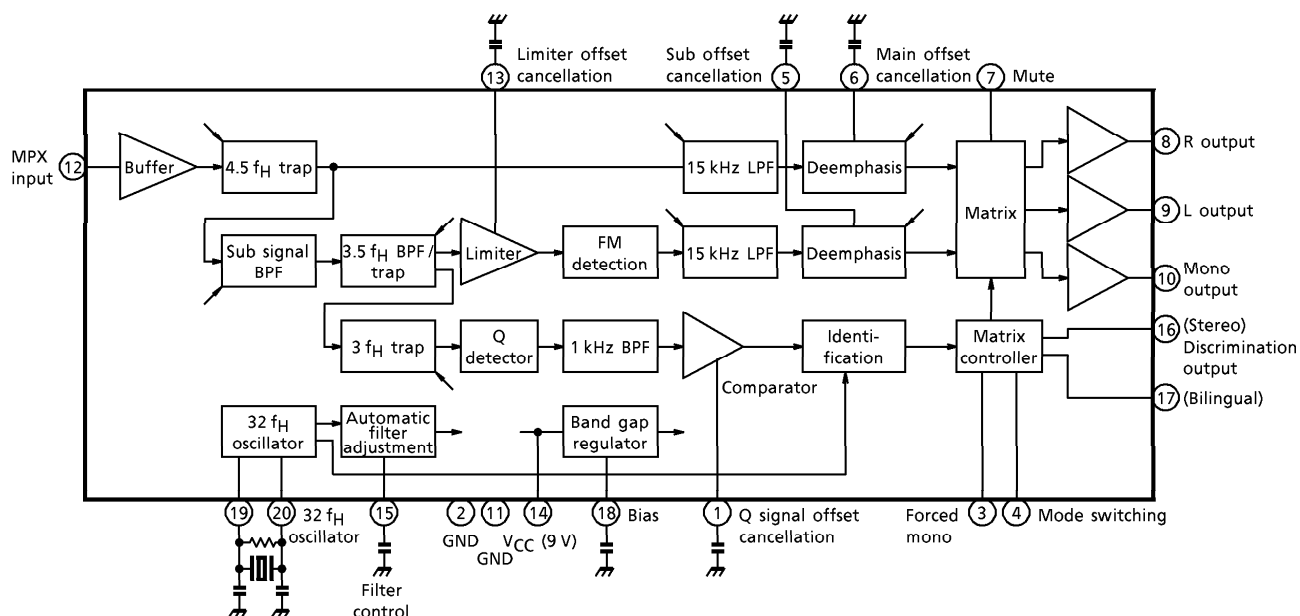 Limiter offset
cancellation
Sub offset
cancellation
Main offset
cancellation
Mute
13
5
6
7
MPX
input
12
Buffer
4.5 fH trap
15 kHz LPF
Deemphasis
Matrix
8
R output
9
L output
10
Mono
output
Sub signal
BPF
3.5 fH BPF/
trap
Limiter
FM
detection
15 kHz LPF
Deemphasis
3 fH trap
Q
detector
1 kHz BPF
Comparator
Identi-
fication
Matrix
controller
16
(Stereo)
Discrimination
output
17
(Bilingual)
32 fH
oscillator
Automatic
filter
adjustment
Band gap
regulator
19
20
32 fH
oscillator
15
2
11
14
18
Bias
1
Q signal offset
cancellation
Forced
mono
3
4
Mode switching
GND
GND
VCC (9 V)
Filter
control